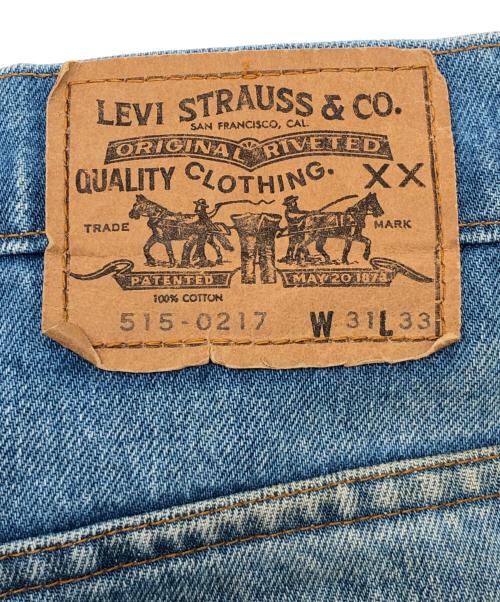 LEVI STRAUSS & CO.
SAN FRANCISCO, CAL.
ORIGINAL RIVETED
QUALITY CLOTHING. XX
TRADE MARK
PATENTED MAY 20 1873
100% COTTON
515-0217 W 31 L 33